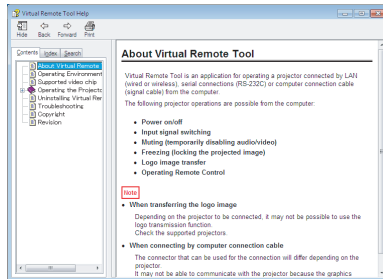 Virtual Remote Tool Help
Hide Back Forward Print
Contents Index Search
About Virtual Remote
Operating Environment
Supported video chip
Operating the Projecto
Uninstalling Virtual Rer
Troubleshooting
Copyright
Revision
About Virtual Remote Tool
Virtual Remote Tool is an application for operating a projector connected by LAN
(wired or wireless), serial connections (RS-232C) or computer connection cable
(signal cable) from the computer.
The following projector operations are possible from the computer:
• Power on/off
• Input signal switching
• Muting (temporarily disabling audio/video)
• Freezing (locking the projected image)
• Logo image transfer
• Operating Remote Control
Note
• When transferring the logo image
Depending on the projector to be connected, it may not be possible to use the
logo transmission function.
Check the supported projectors.
• When connecting by computer connection cable
The connector that can be used for the connection will differ depending on the
projector.
It may not be able to communicate with the projector because the graphics